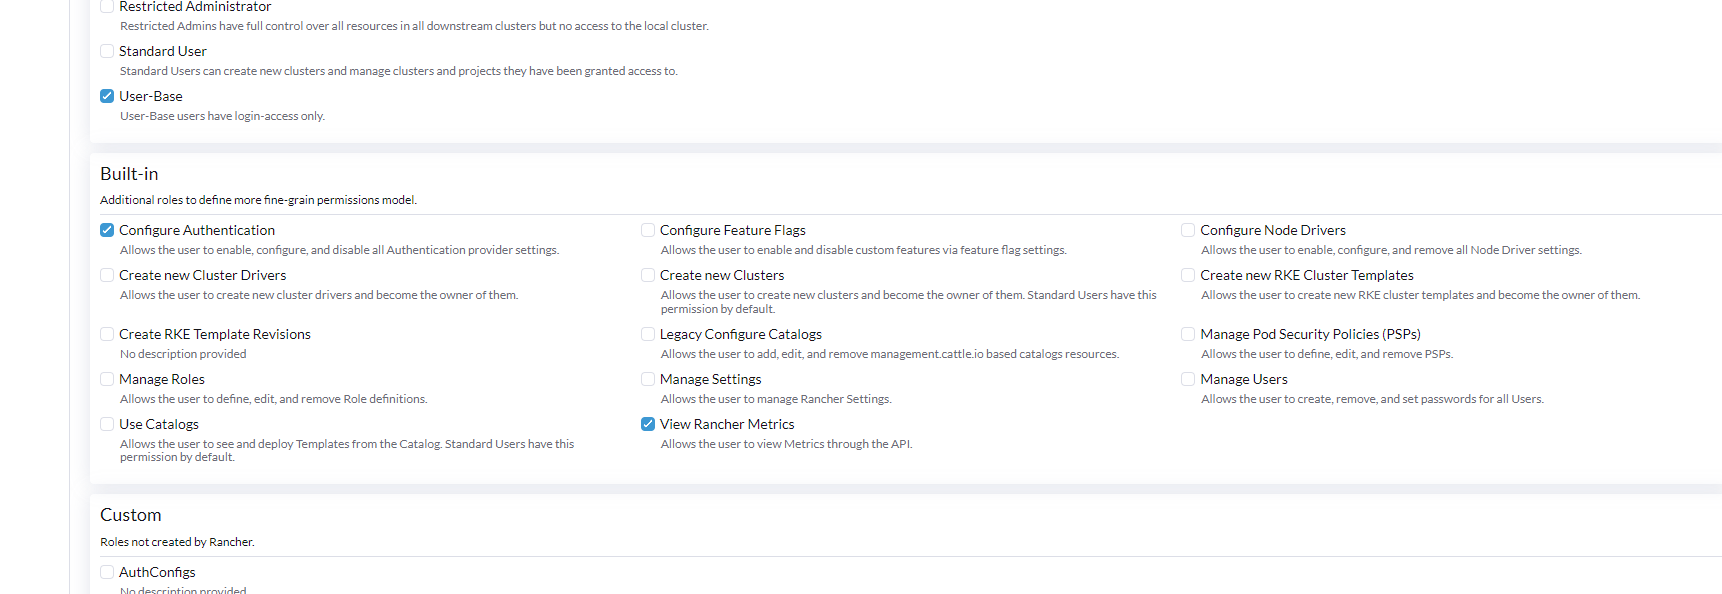 Restricted Administrator
Restricted Admins have full control over all resources in all downstream clusters but no access to the local cluster.
Standard User
Standard Users can create new clusters and manage clusters and projects they have been granted access to.
User-Base
User-Base users have login-access only.
Built-in
Additional roles to define more fine-grain permissions model.
Configure Authentication
Allows the user to enable, configure, and disable all Authentication provider settings.
Configure Feature Flags
Allows the user to enable and disable custom features via feature flag settings.
Configure Node Drivers
Allows the user to enable, configure, and remove all Node Driver settings.
Create new Cluster Drivers
Allows the user to create new cluster drivers and become the owner of them.
Create new Clusters
Allows the user to create new clusters and become the owner of them. Standard Users have this
permission by default.
Create new RKE Cluster Templates
Allows the user to create new RKE cluster templates and become the owner of them.
Create RKE Template Revisions
No description provided
Legacy Configure Catalogs
Allows the user to add, edit, and remove management.cattle.io based catalogs resources.
Manage Pod Security Policies (PSPs)
Allows the user to define, edit, and remove PSPs.
Manage Roles
Allows the user to define, edit, and remove Role definitions.
Manage Settings
Allows the user to manage Rancher Settings.
Manage Users
Allows the user to create, remove, and set passwords for all Users.
Use Catalogs
Allows the user to see and deploy Templates from the Catalog. Standard Users have this
permission by default.
View Rancher Metrics
Allows the user to view Metrics through the API.
Custom
Roles not created by Rancher.
AuthConfigs
No description provided